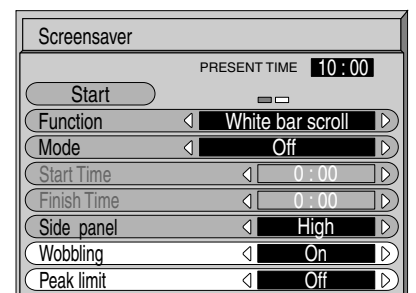 Screensaver
PRESENT TIME 10 : 00
Start
Function White bar scroll
Mode Off
Start Time 0 : 00
Finish Time 0 : 00
Side panel High
Wobbling On
Peak limit Off